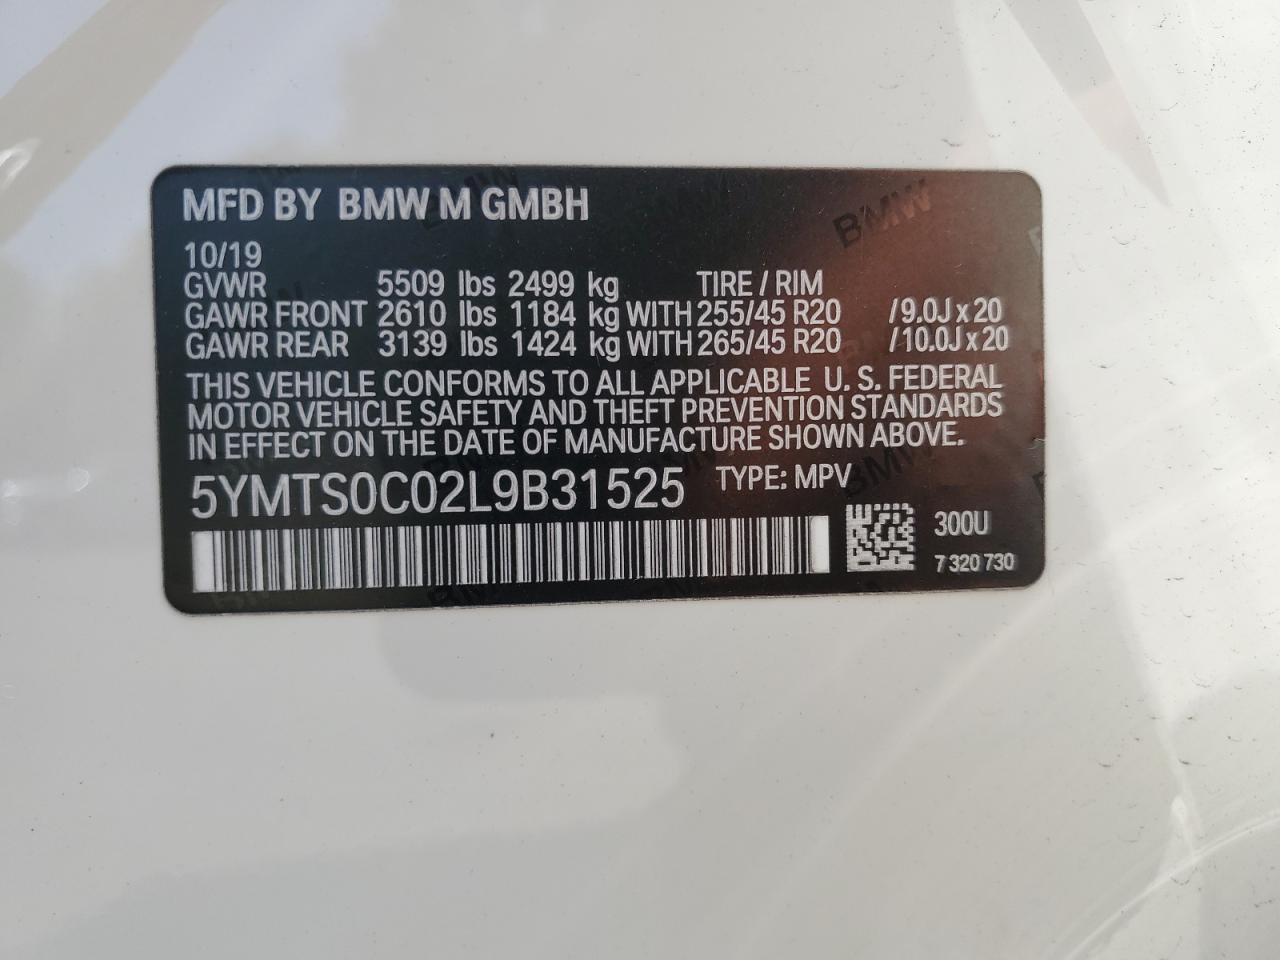 MFD BY BMW M GMBH
10/19
GVWR 5509 lbs 2499 kg TIRE / RIM
GAWR FRONT 2610 lbs 1184 kg WITH 255/45 R20 /9.0J x 20
GAWR REAR 3139 lbs 1424 kg WITH 265/45 R20 /10.0J x 20
THIS VEHICLE CONFORMS TO ALL APPLICABLE U. S. FEDERAL
MOTOR VEHICLE SAFETY AND THEFT PREVENTION STANDARDS
IN EFFECT ON THE DATE OF MANUFACTURE SHOWN ABOVE.
5YMTS0C02L9B31525 TYPE: MPV
300U
7 320 730